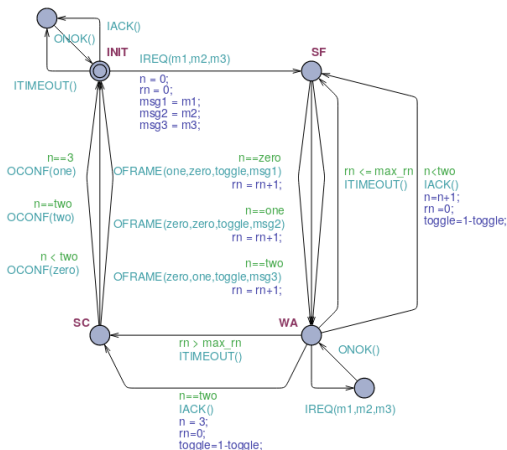 IACK()
ONOK()
INIT
SF
IREQ(m1,m2,m3)
ITIMEOUT()
n = 0;
rn = 0;
msg1 = m1;
msg2 = m2;
msg3 = m3;
n==3
OCONF(one)
n==two
OCONF(two)
n < two
OCONF(zero)
n==zero
OFRAME(one,zero,toggle,msg1)
rn = rn+1;
n==one
OFRAME(zero,zero,toggle,msg2)
rn = rn+1;
n==two
OFRAME(zero,one,toggle,msg3)
rn = rn+1;
rn <= max_rn
ITIMEOUT()
n<two
IACK()
n=n+1;
rn =0;
toggle=1-toggle;
SC
WA
rn > max_rn
ITIMEOUT()
ONOK()
IREQ(m1,m2,m3)
n==two
IACK()
n = 3;
rn=0;
toggle=1-toggle;